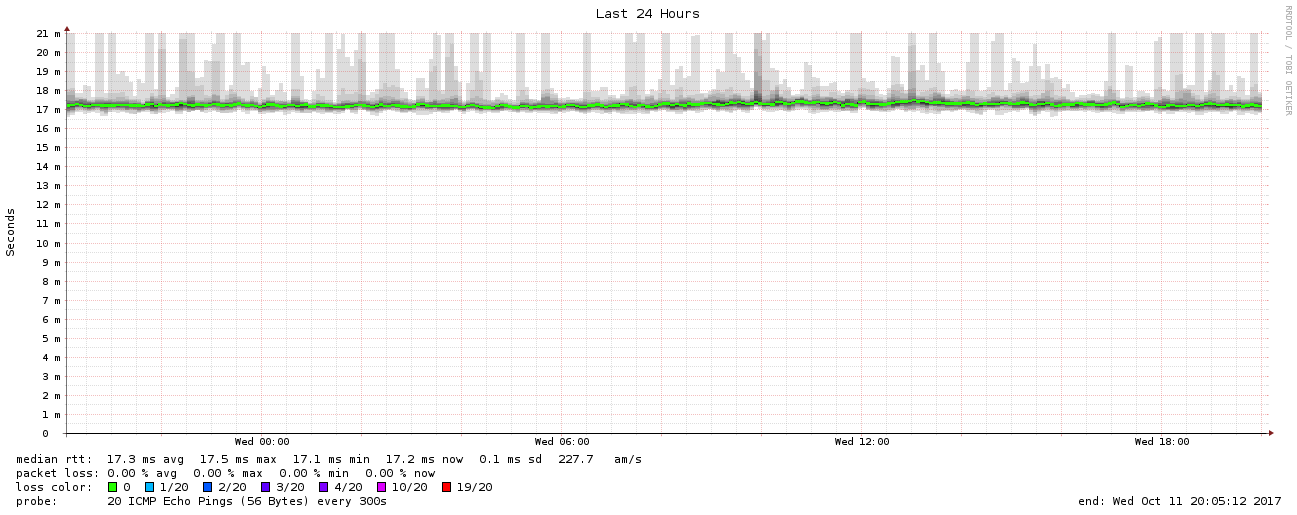 Last 24 Hours
RRDTOOL / TOBI OETIKER
21 m
20 m
19 m
18 m
17 m
16 m
15 m
14 m
13 m
12 m
11 m
10 m
9 m
8 m
7 m
6 m
5 m
4 m
3 m
2 m
1 m
0
Seconds
Wed 00:00 Wed 06:00 Wed 12:00 Wed 18:00
median rtt: 17.3 ms avg 17.5 ms max 17.1 ms min 17.2 ms now 0.1 ms sd 227.7 am/s
packet loss: 0.00 % avg 0.00 % max 0.00 % min 0.00 % now
loss color: 0 1/20 2/20 3/20 4/20 10/20 19/20
probe: 20 ICMP Echo Pings (56 Bytes) every 300s end: Wed Oct 11 20:05:12 2017